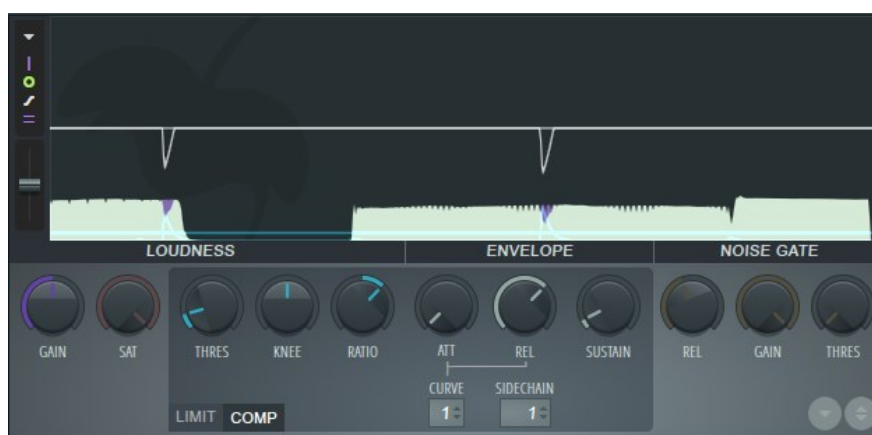 LOUDNESS ENVELOPE NOISE GATE
GAIN SAT THRES KNEE RATIO ATT REL SUSTAIN REL GAIN THRES
CURVE SIDECHAIN
1 1
LIMIT COMP